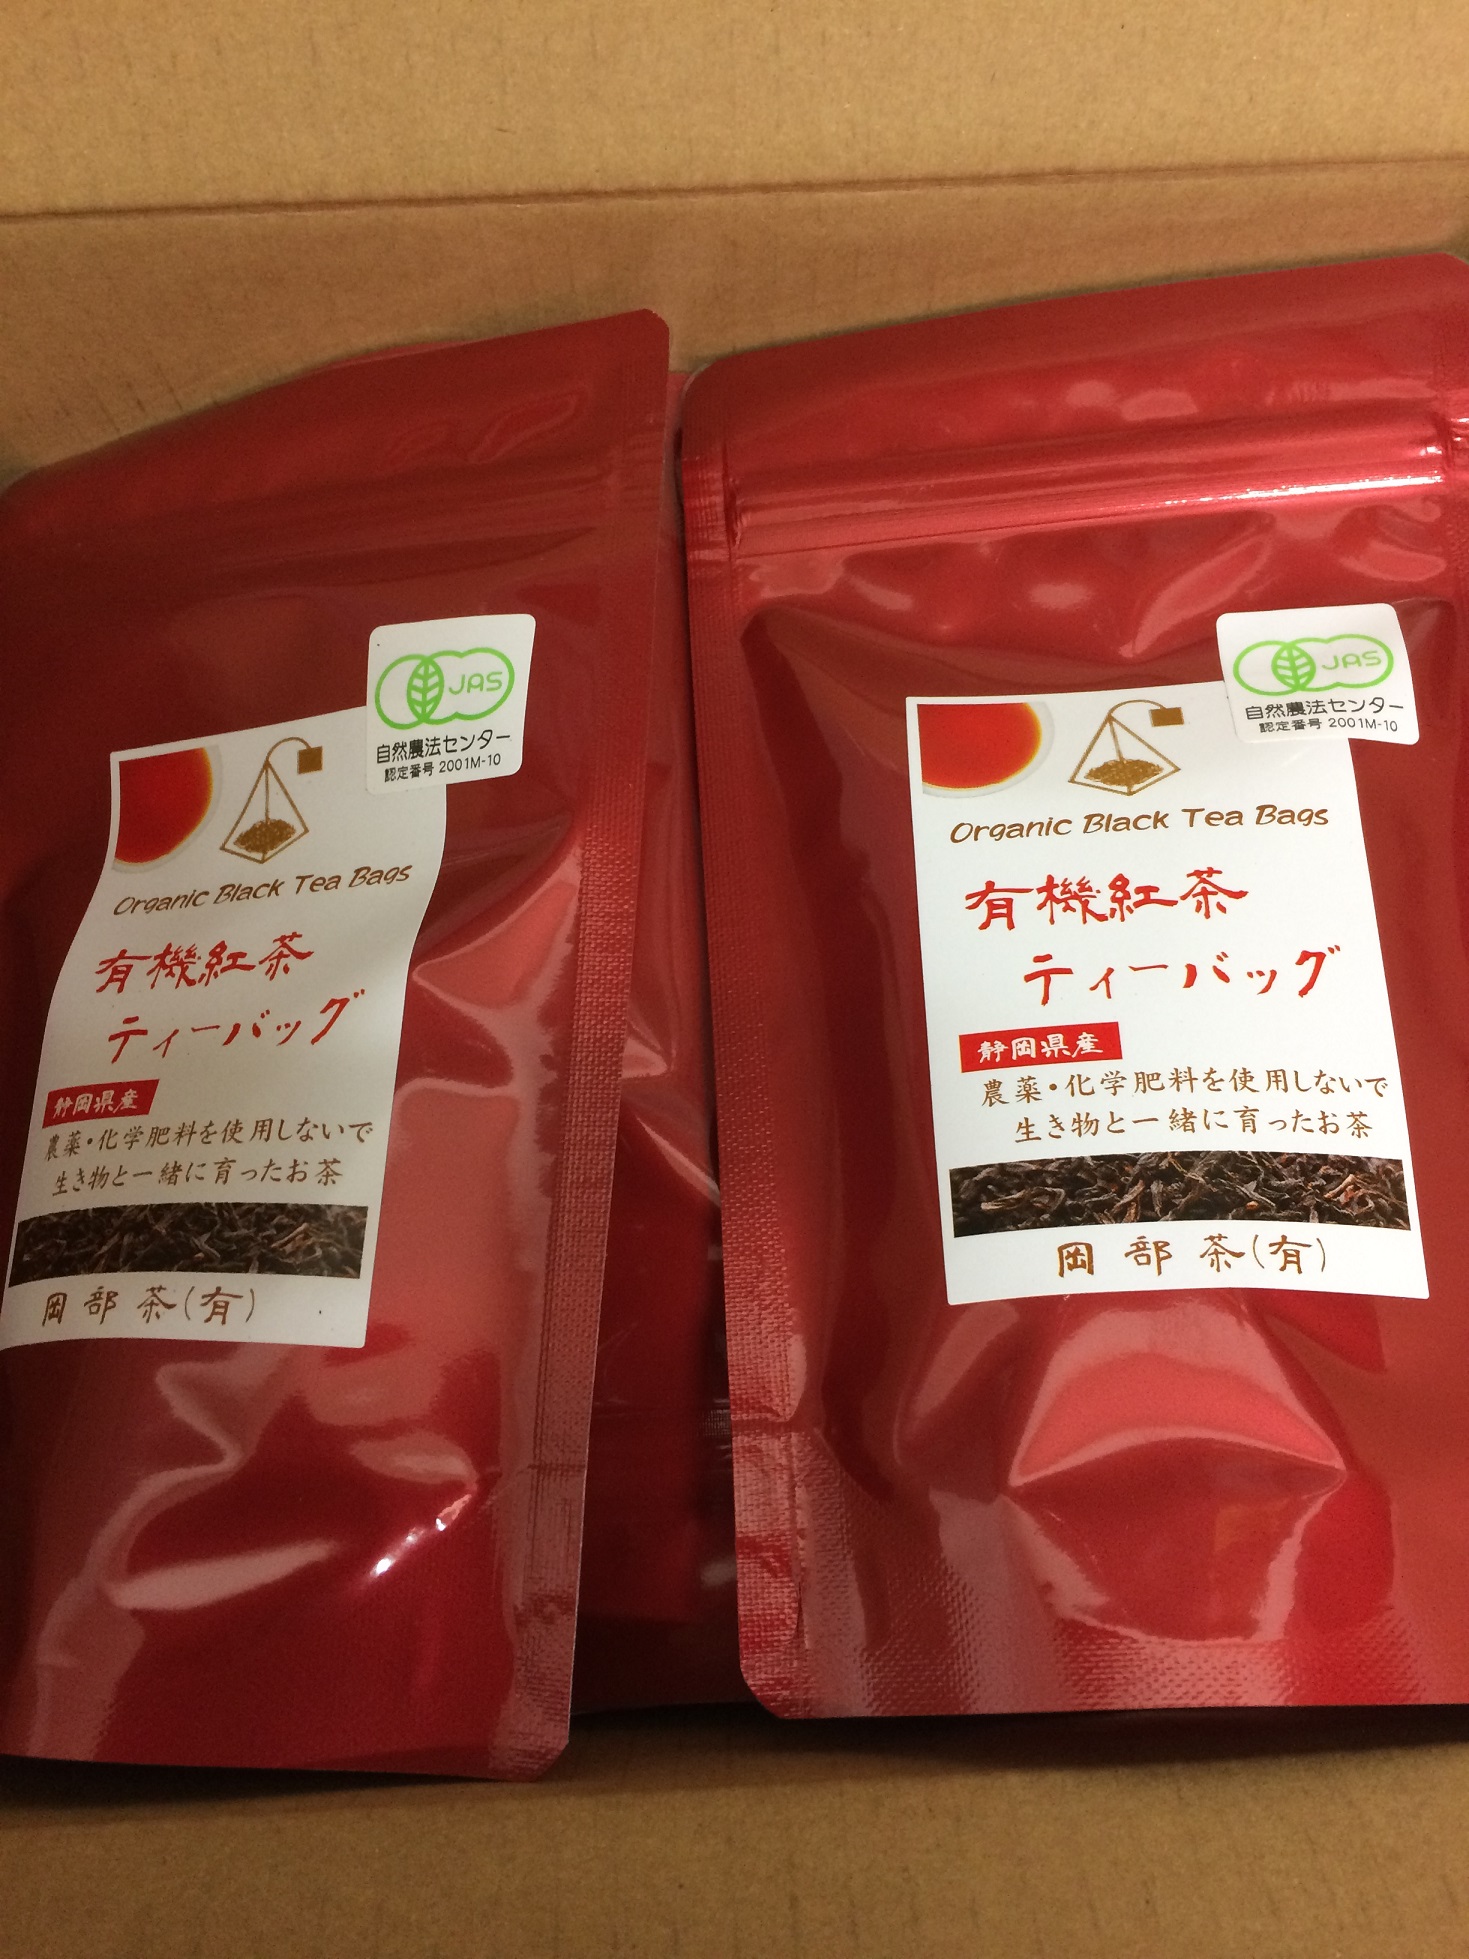 JAS
自然農法センター
認定番号 2001M-10
Organic Black Tea Bags
有機紅茶
ティーバッグ
静岡県産
農薬・化学肥料を使用しないで
生き物と一緒に育ったお茶
岡部茶(有)
JAS
自然農法センター
認定番号 2001M-10
Organic Black Tea Bags
有機紅茶
ティーバッグ
静岡県産
農薬・化学肥料を使用しないで
生き物と一緒に育ったお茶
岡部茶(有)